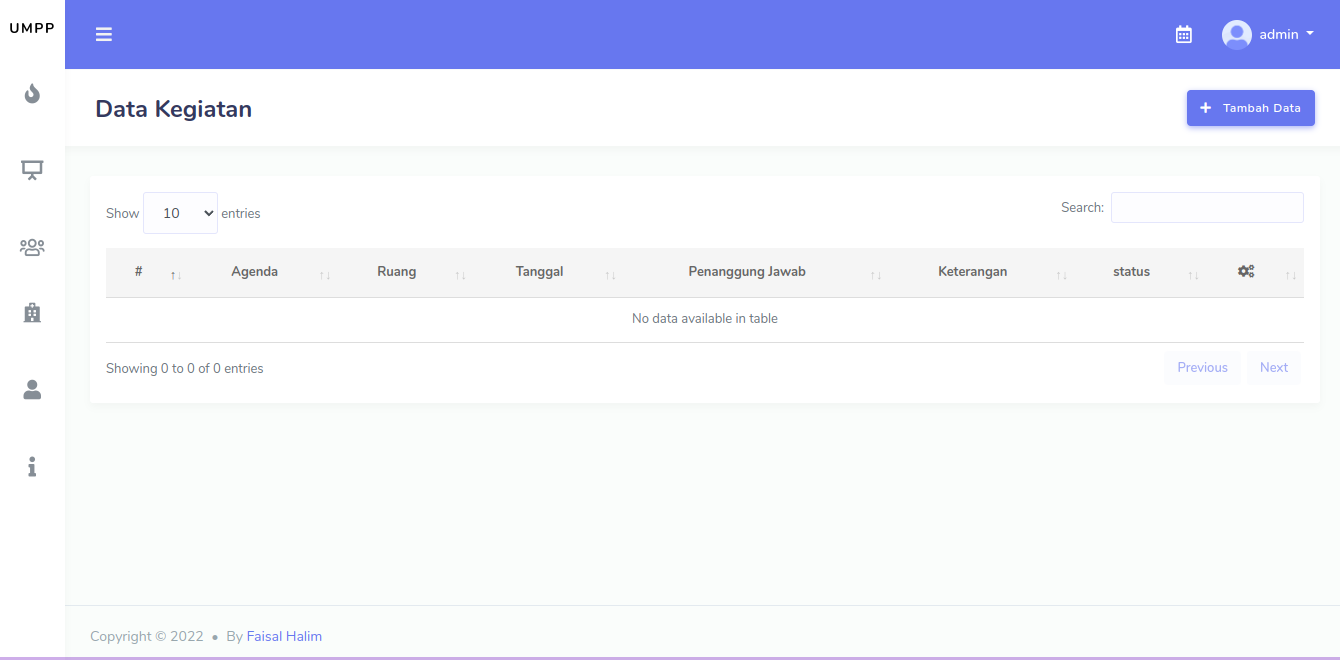 UMPP
admin
Data Kegiatan
Tambah Data
Show 10 entries
Search:
# Agenda Ruang Tanggal Penanggung Jawab Keterangan status
No data available in table
Showing 0 to 0 of 0 entries
Previous Next
Copyright © 2022 • By Faisal Halim